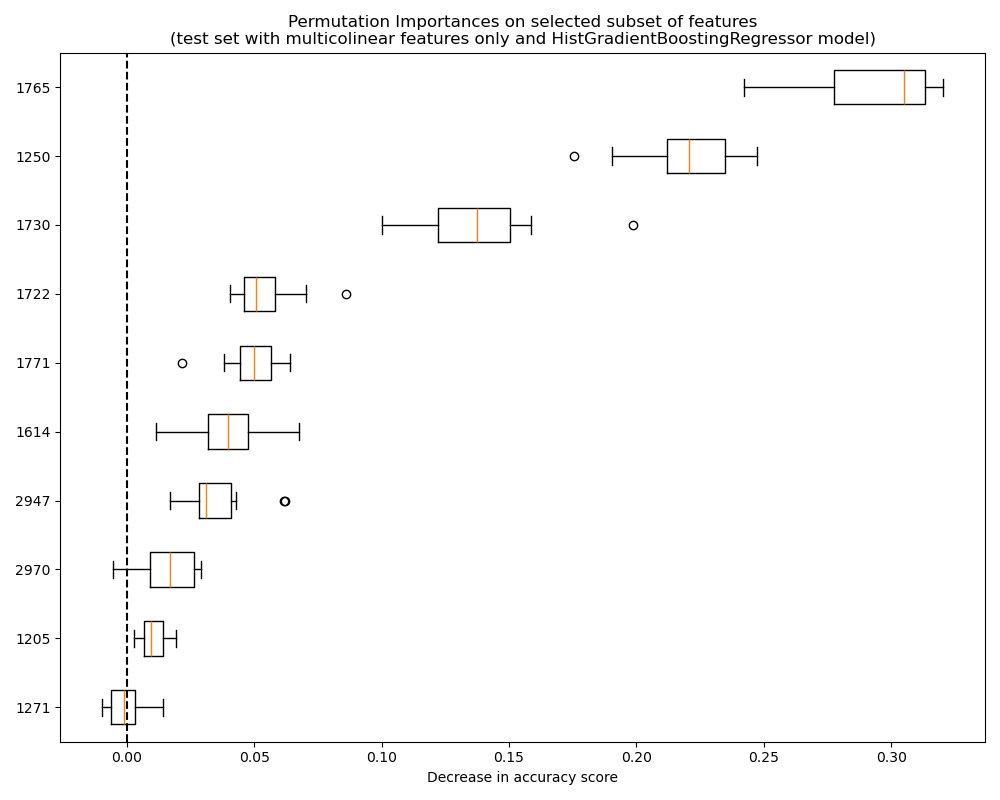 Permutation Importances on selected subset of features
(test set with multicolinear features only and HistGradientBoostingRegressor model)
1765
1250
1730
1722
1771
1614
2947
2970
1205
1271
0.00 0.05 0.10 0.15 0.20 0.25 0.30
Decrease in accuracy score